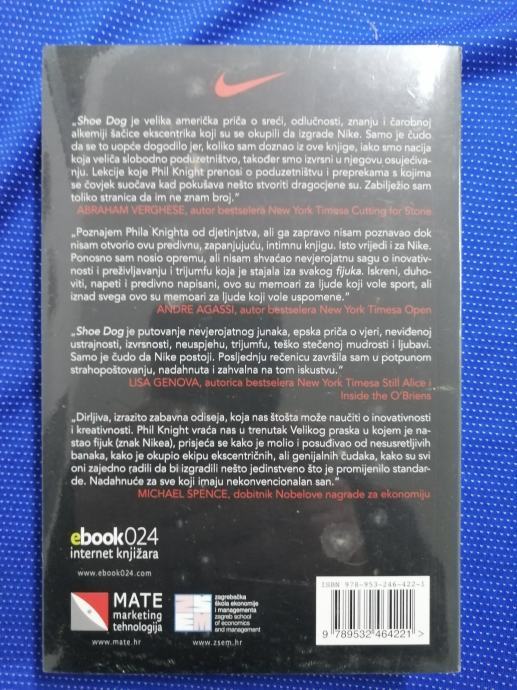 „Shoe Dog je velika američka priča o sreći, odlučnosti, znanju i čarobnoj
alkemiji šačice ekscentrika koji su se okupili da izgrade Nike. Samo je čudo
da se to uopće dogodilo jer, koliko sam doznao iz ove knjige, iako smo nacija
koja veliča slobodno poduzetništvo, također smo izvrsni u njegovu osujećiva-
nju. Lekcije koje Phil Knight prenosi o poduzetništvu i preprekama s kojima
se čovjek suočava kad pokušava nešto stvoriti dragocjene su. Zabilježio sam
toliko stranica da im ne znam broj.“
ABRAHAM VERGHESE, autor bestselera New York Timesa Cutting for Stone
„Poznajem Phila Knighta od djetinjstva, ali ga zapravo nisam poznavao dok
nisam otvorio ovu predivnu, zapanjujuću, intimnu knjigu. Isto vrijedi i za Nike.
Ponosno sam nosio opremu, ali nisam shvaćao nevjerojatnu sagu o inovativ-
nosti i preživljavanju i trijumfu koja je stajala iza svakog fijuka. Iskreni, duho-
viti, napeti i predivno napisani, ovo su memoari za ljude koji vole sport, ali
iznad svega ovo su memoari za ljude koji vole uspomene.“
ANDRE AGASSI, autor bestselera New York Timesa Open
„Shoe Dog je putovanje nevjerojatnog junaka, epska priča o vjeri, neviđenoj
ustrajnosti, izvrsnosti, neuspjehu, trijumfu, teško stečenoj mudrosti i ljubavi.
Samo je čudo da Nike postoji. Posljednju rečenicu završila sam u potpunom
strahopoštovanju, nadahnuta i zahvalna na tom iskustvu.“
LISA GENOVA, autorica bestselera New York Timesa Still Alice i
Inside the O’Briens
„Dirljiva, izrazito zabavna odiseja, koja nas štošta može naučiti o inovativnosti
i kreativnosti. Phil Knight vraća nas u trenutak Velikog praska u kojem je na-
stao fijuk (znak Nikea), prisjeća se kako je molio i posuđivao od nesusretljivih
banaka, kako je okupio ekipu ekscentričnih, ali genijalnih čudaka, kako su svi
oni zajedno radili da bi izgradili nešto jedinstveno što je promijenilo standar-
de. Nadahnuće za sve koji imaju nekonvencionalan san.“
MICHAEL SPENCE, dobitnik Nobelove nagrade za ekonomiju
ebook024
internet knjižara
www.ebook024.com
MATE
marketing
tehnologija
www.mate.hr
ZSEM
zagrebačka
škola ekonomije
i managementa
zagreb school
of economics
and management
www.zsem.hr
ISBN 978-953-246-422-1
9 789532 464221 >